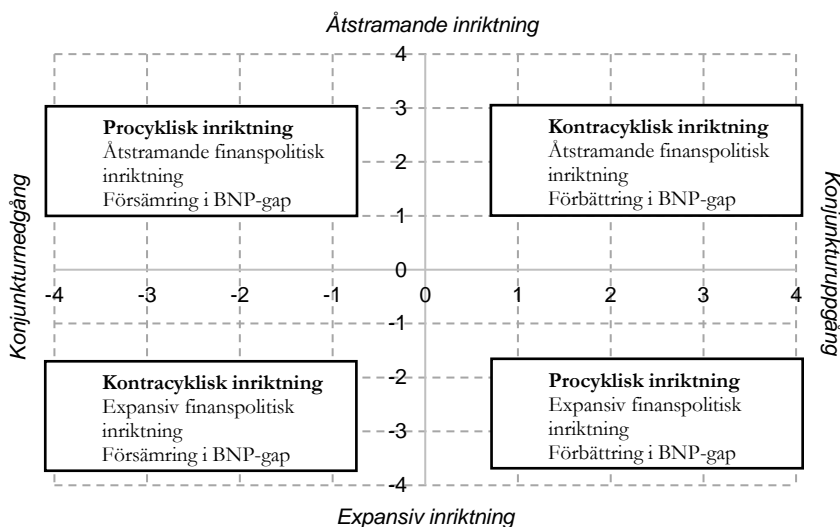 Åtstramande inriktning
4
3
Procyklisk inriktning
Åtstramande finanspolitisk
inriktning
Försämring i BNP-gap
Kontracyklisk inriktning
Åtstramande finanspolitisk
inriktning
Förbättring i BNP-gap
2
1
0
Konjunkturnedgång
Konjunkturuppgång
-4 -3 -2 -1 0 1 2 3 4
-1
Kontracyklisk inriktning
Expansiv finanspolitisk
inriktning
Försämring i BNP-gap
Procyklisk inriktning
Expansiv finanspolitisk
inriktning
Förbättring i BNP-gap
-2
-3
-4
Expansiv inriktning